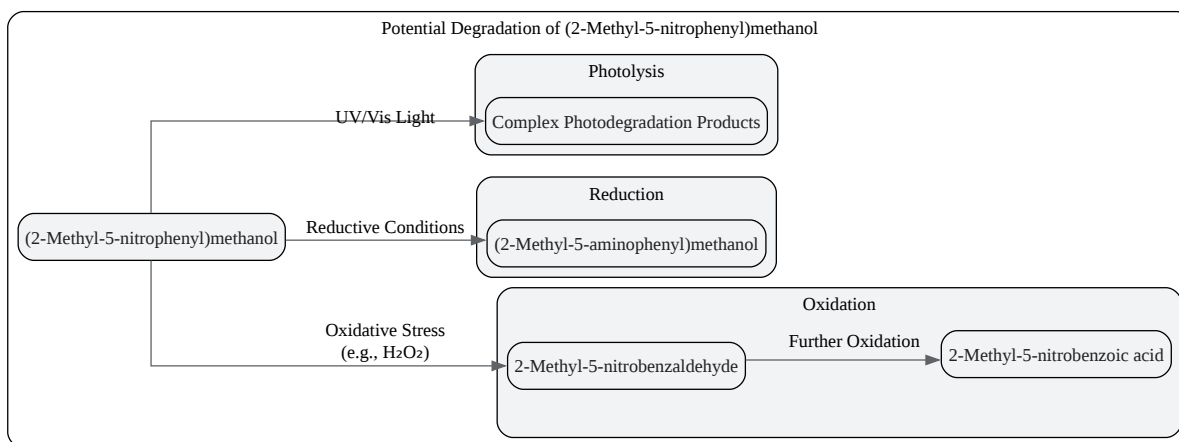 Potential Degradation of (2-Methyl-5-nitrophenyl)methanol
Photolysis
UV/Vis Light
Complex Photodegradation Products
Reduction
(2-Methyl-5-nitrophenyl)methanol
Reductive Conditions
(2-Methyl-5-aminophenyl)methanol
Oxidation
Oxidative Stress
(e.g., H₂O₂)
2-Methyl-5-nitrobenzaldehyde
Further Oxidation
2-Methyl-5-nitrobenzoic acid